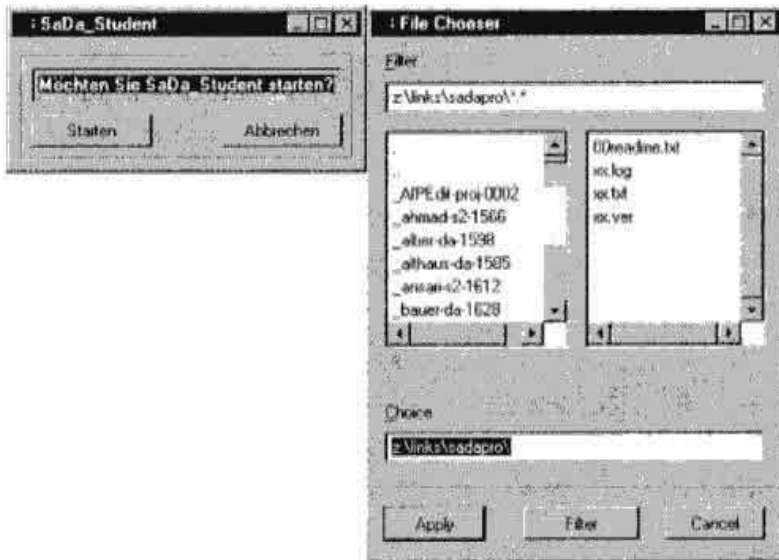 : SaDa_Student
Möchten Sie SaDa_Student starten?
Starten
Abbrechen
: File Chooser
Filter
z:\links\sadapro\*.*
.
..
_AIPEdit-proj-0002
_ahmad-s2-1566
_alber-da-1598
_althaus-da-1585
_ansari-s2-1612
_bauer-da-1628
00readme.txt
xx.log
xx.txt
xx.ver
Choice
z:\links\sadapro\
Apply
Filter
Cancel